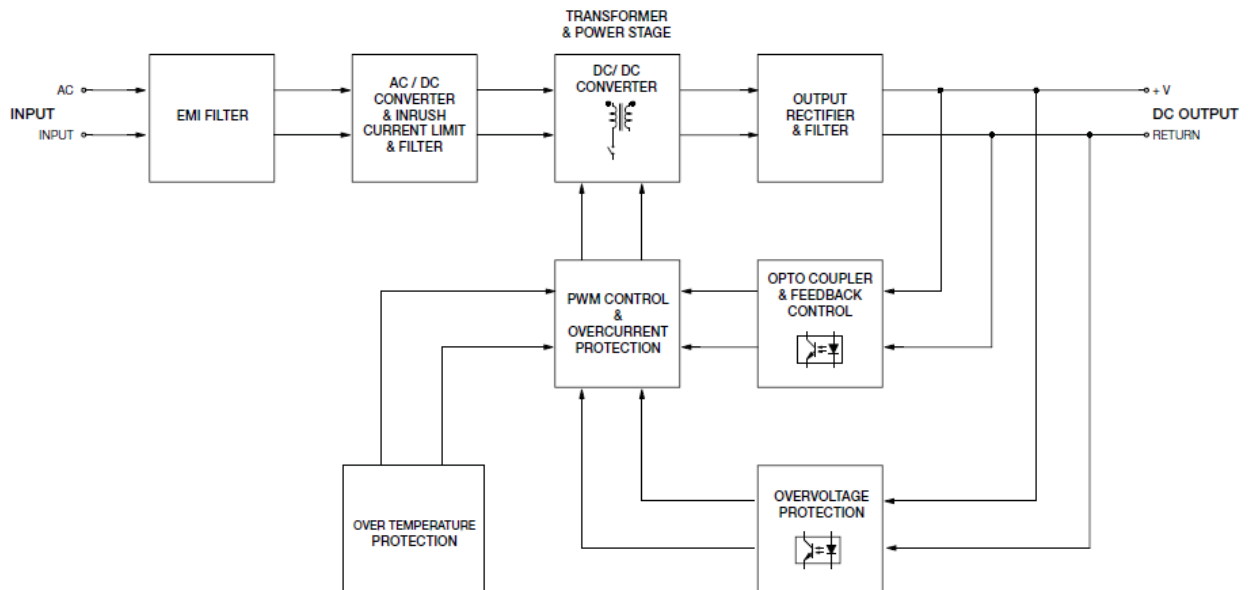 TRANSFORMER
& POWER STAGE
AC
INPUT
INPUT
EMI FILTER
AC / DC
CONVERTER
& INRUSH
CURRENT LIMIT
& FILTER
DC/ DC
CONVERTER
OUTPUT
RECTIFIER
& FILTER
+ V
DC OUTPUT
RETURN
PWM CONTROL
&
OVERCURRENT
PROTECTION
OPTO COUPLER
& FEEDBACK
CONTROL
OVER TEMPERATURE
PROTECTION
OVERVOLTAGE
PROTECTION